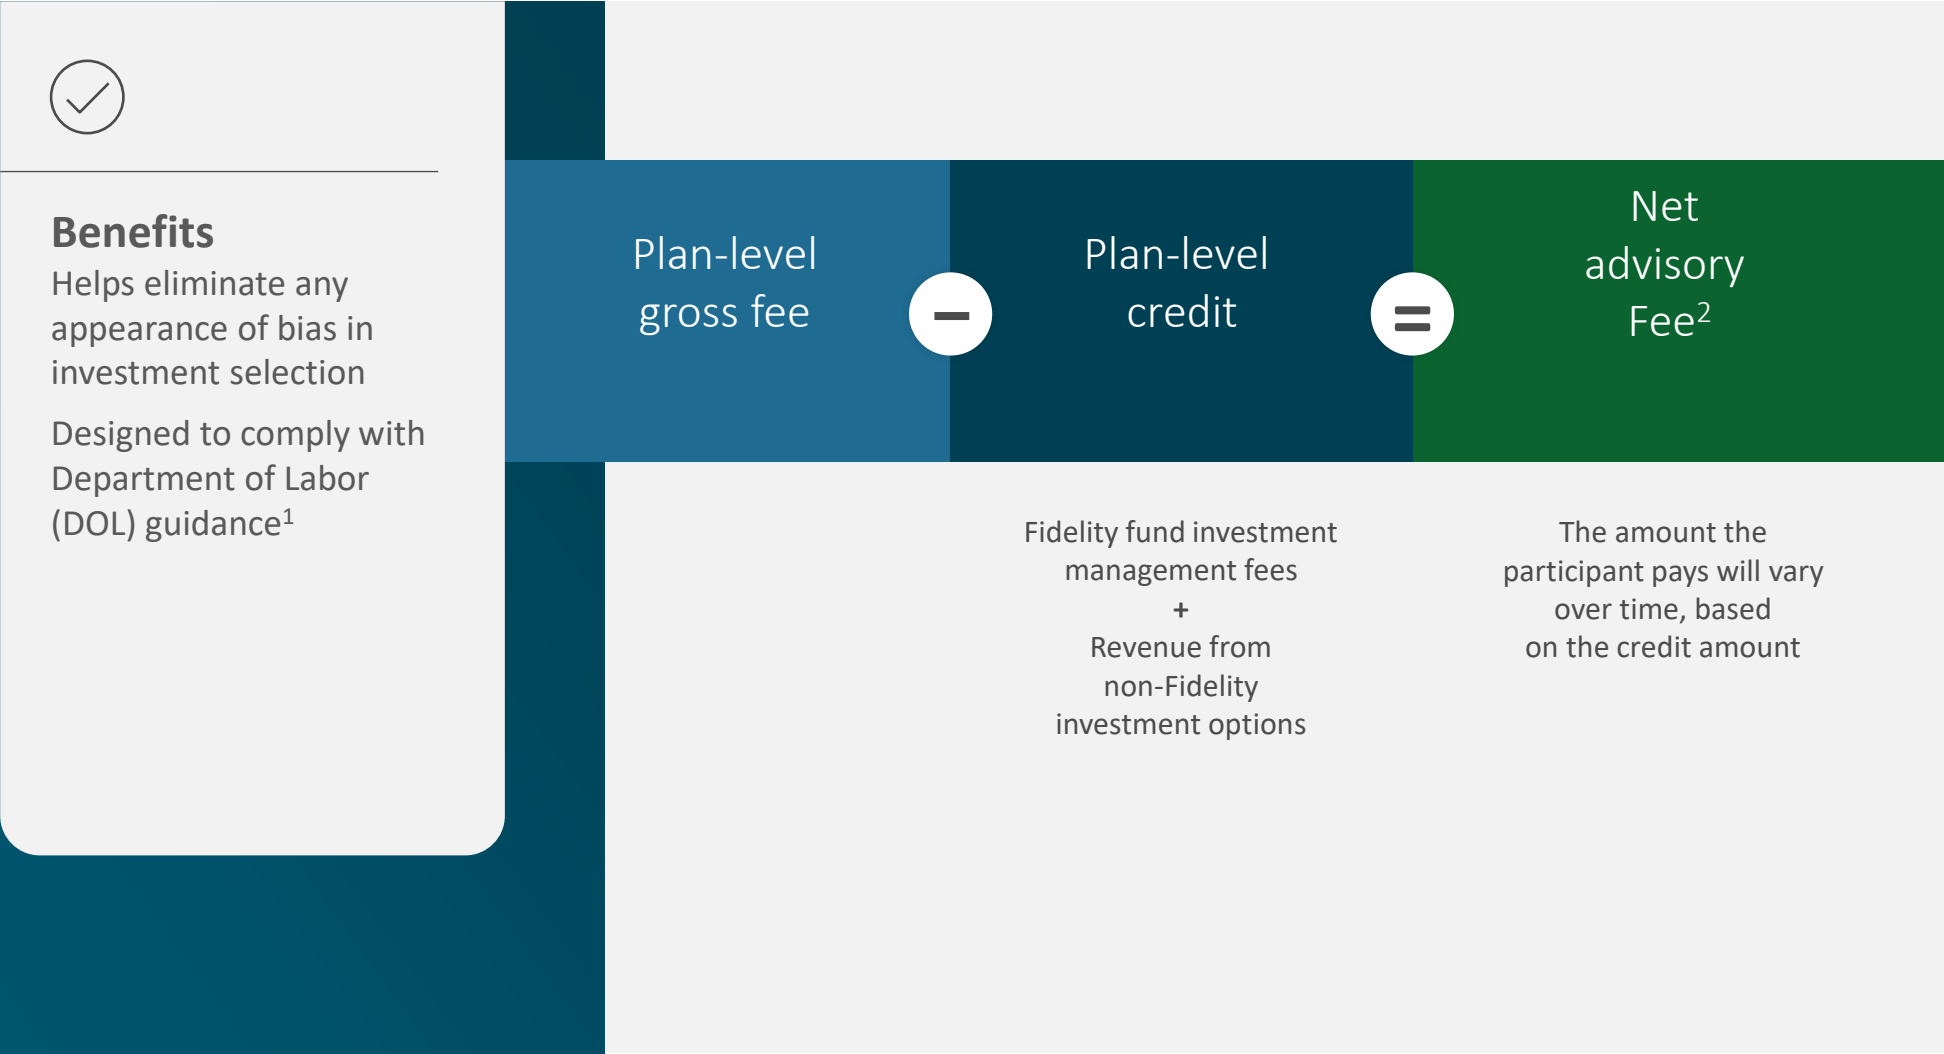 Benefits
Helps eliminate any
appearance of bias in
investment selection
Designed to comply with
Department of Labor
(DOL) guidance¹
Plan-level
gross fee
−
Plan-level
credit
=
Net
advisory
Fee²
Fidelity fund investment
management fees
+
Revenue from
non-Fidelity
investment options
The amount the
participant pays will vary
over time, based
on the credit amount